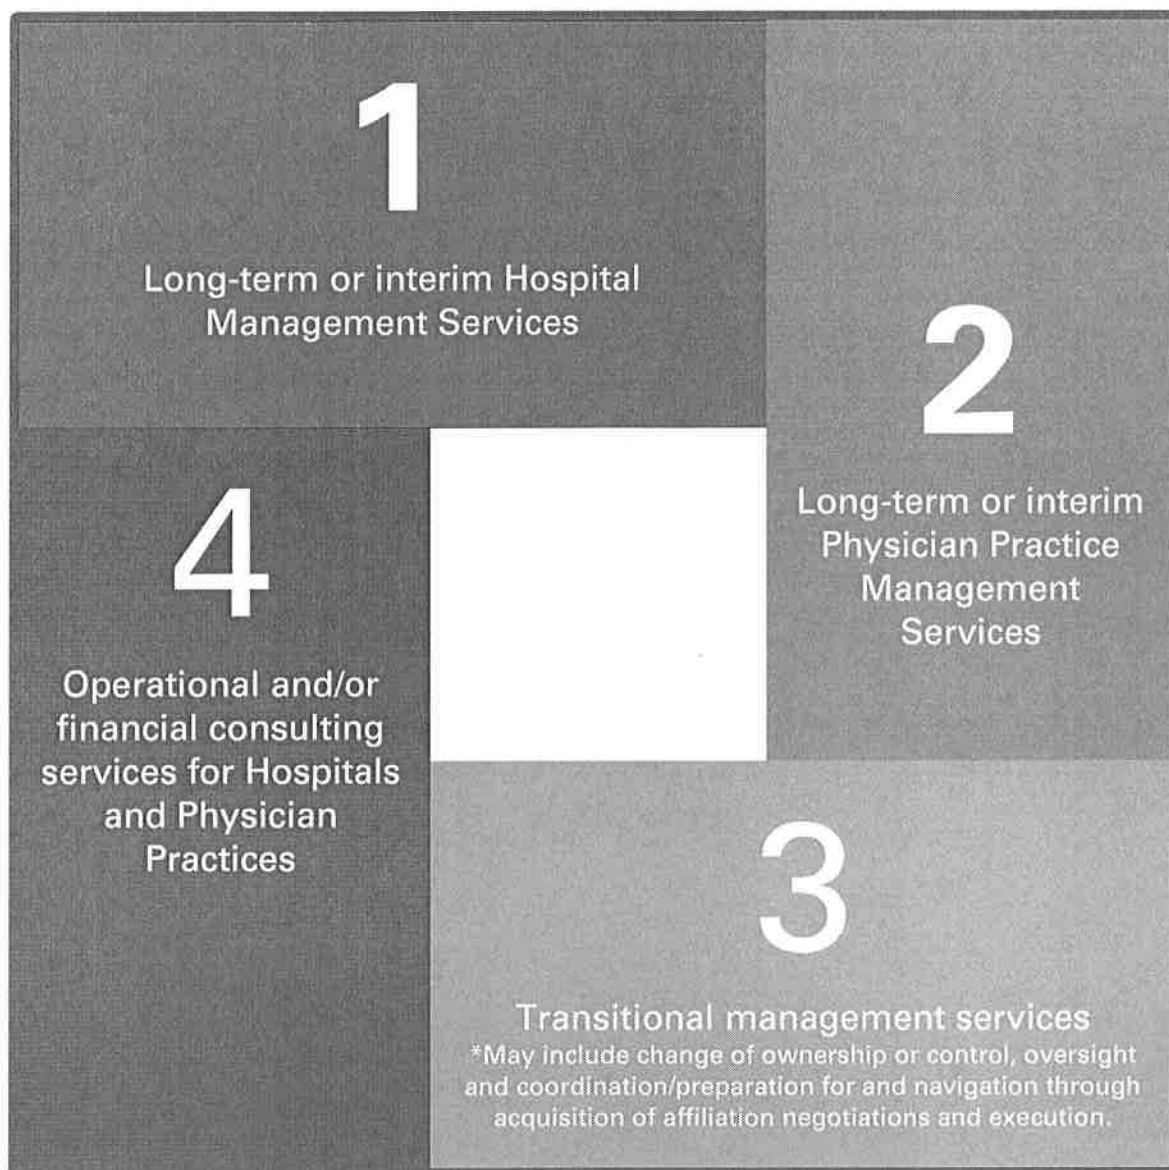 1
Long-term or interim Hospital
Management Services
2
Long-term or interim
Physician Practice
Management
Services
3
Transitional management services
*May include change of ownership or control, oversight
and coordination/preparation for and navigation through
acquisition of affiliation negotiations and execution.
4
Operational and/or
financial consulting
services for Hospitals
and Physician
Practices